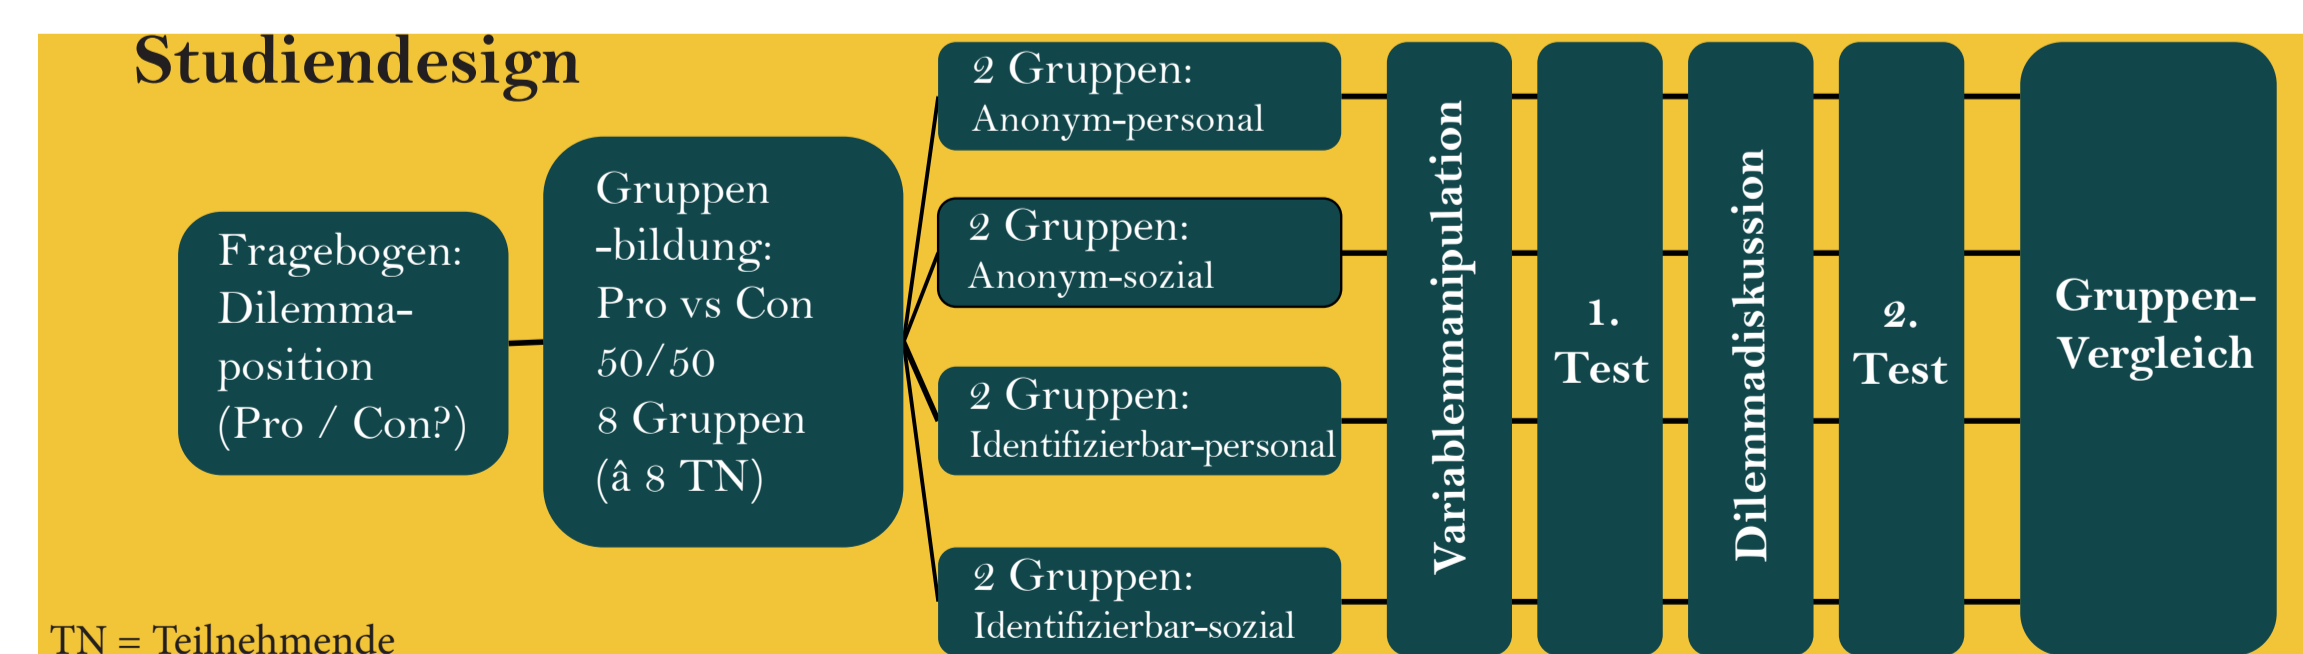 Studiendesign
Fragebogen:
Dilemma-
position
(Pro / Con?)
Gruppen
-bildung:
Pro vs Con
50/50
8 Gruppen
(â 8 TN)
2 Gruppen:
Anonym-personal
2 Gruppen:
Anonym-sozial
2 Gruppen:
Identifizierbar-personal
2 Gruppen:
Identifizierbar-sozial
Variablenmanipulation
1.
Test
Dilemmadiskussion
2.
Test
Gruppen-
Vergleich
TN = Teilnehmende